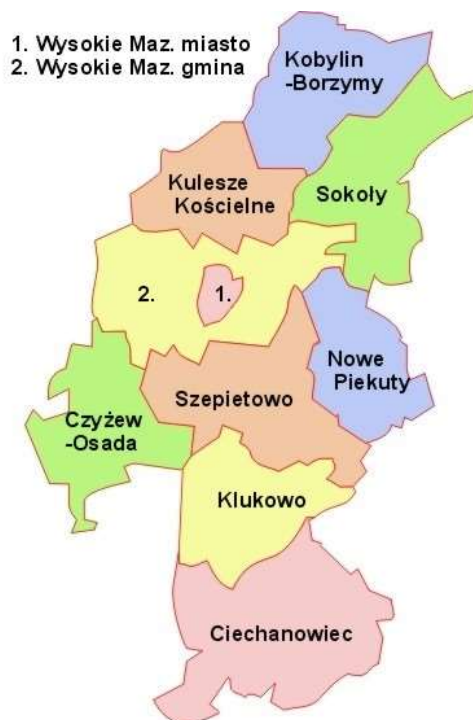 1. Wysokie Maz. miasto
2. Wysokie Maz. gmina
Kobylin
-Borzymy
Kulesze
Kościelne
Sokoły
2.
1.
Nowe
Piekuty
Szepietowo
Czyżew
-Osada
Klukowo
Ciechanowiec